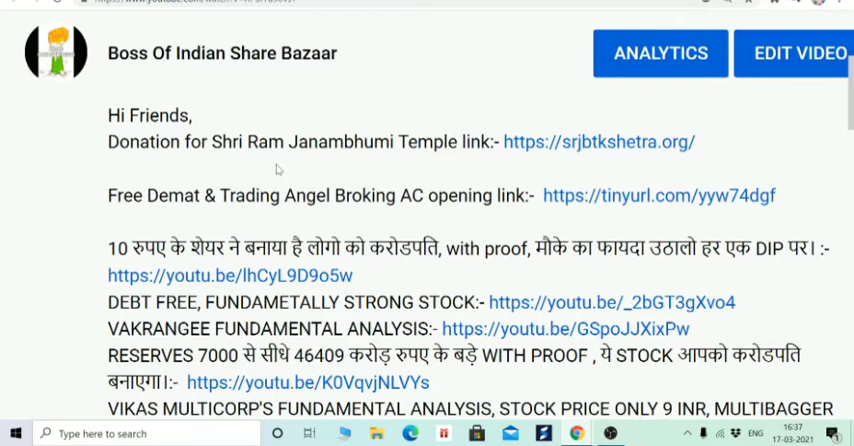 Boss Of Indian Share Bazaar
ANALYTICS
EDIT VIDEO
Hi Friends,
Donation for Shri Ram Janambhumi Temple link:- https://srjbtkshetra.org/
Free Demat & Trading Angel Broking AC opening link:- https://tinyurl.com/yyw74dgf
10 रुपए के शेयर ने बनाया है लोगो को करोडपति, with proof, मौके का फायदा उठालो हर एक DIP पर। :-
https://youtu.be/lhCyL9D9o5w
DEBT FREE, FUNDAMETALLY STRONG STOCK:- https://youtu.be/_2bGT3gXvo4
VAKRANGEE FUNDAMENTAL ANALYSIS:- https://youtu.be/GSpoJJXixPw
RESERVES 7000 से सीधे 46409 करोड़ रुपए के बड़े WITH PROOF , ये STOCK आपको करोडपति
बनाएगा।:- https://youtu.be/K0VqvjNLVYs
VIKAS MULTICORP'S FUNDAMENTAL ANALYSIS, STOCK PRICE ONLY 9 INR, MULTIBAGGER
Type here to search
ENG
16:37
17-03-2021